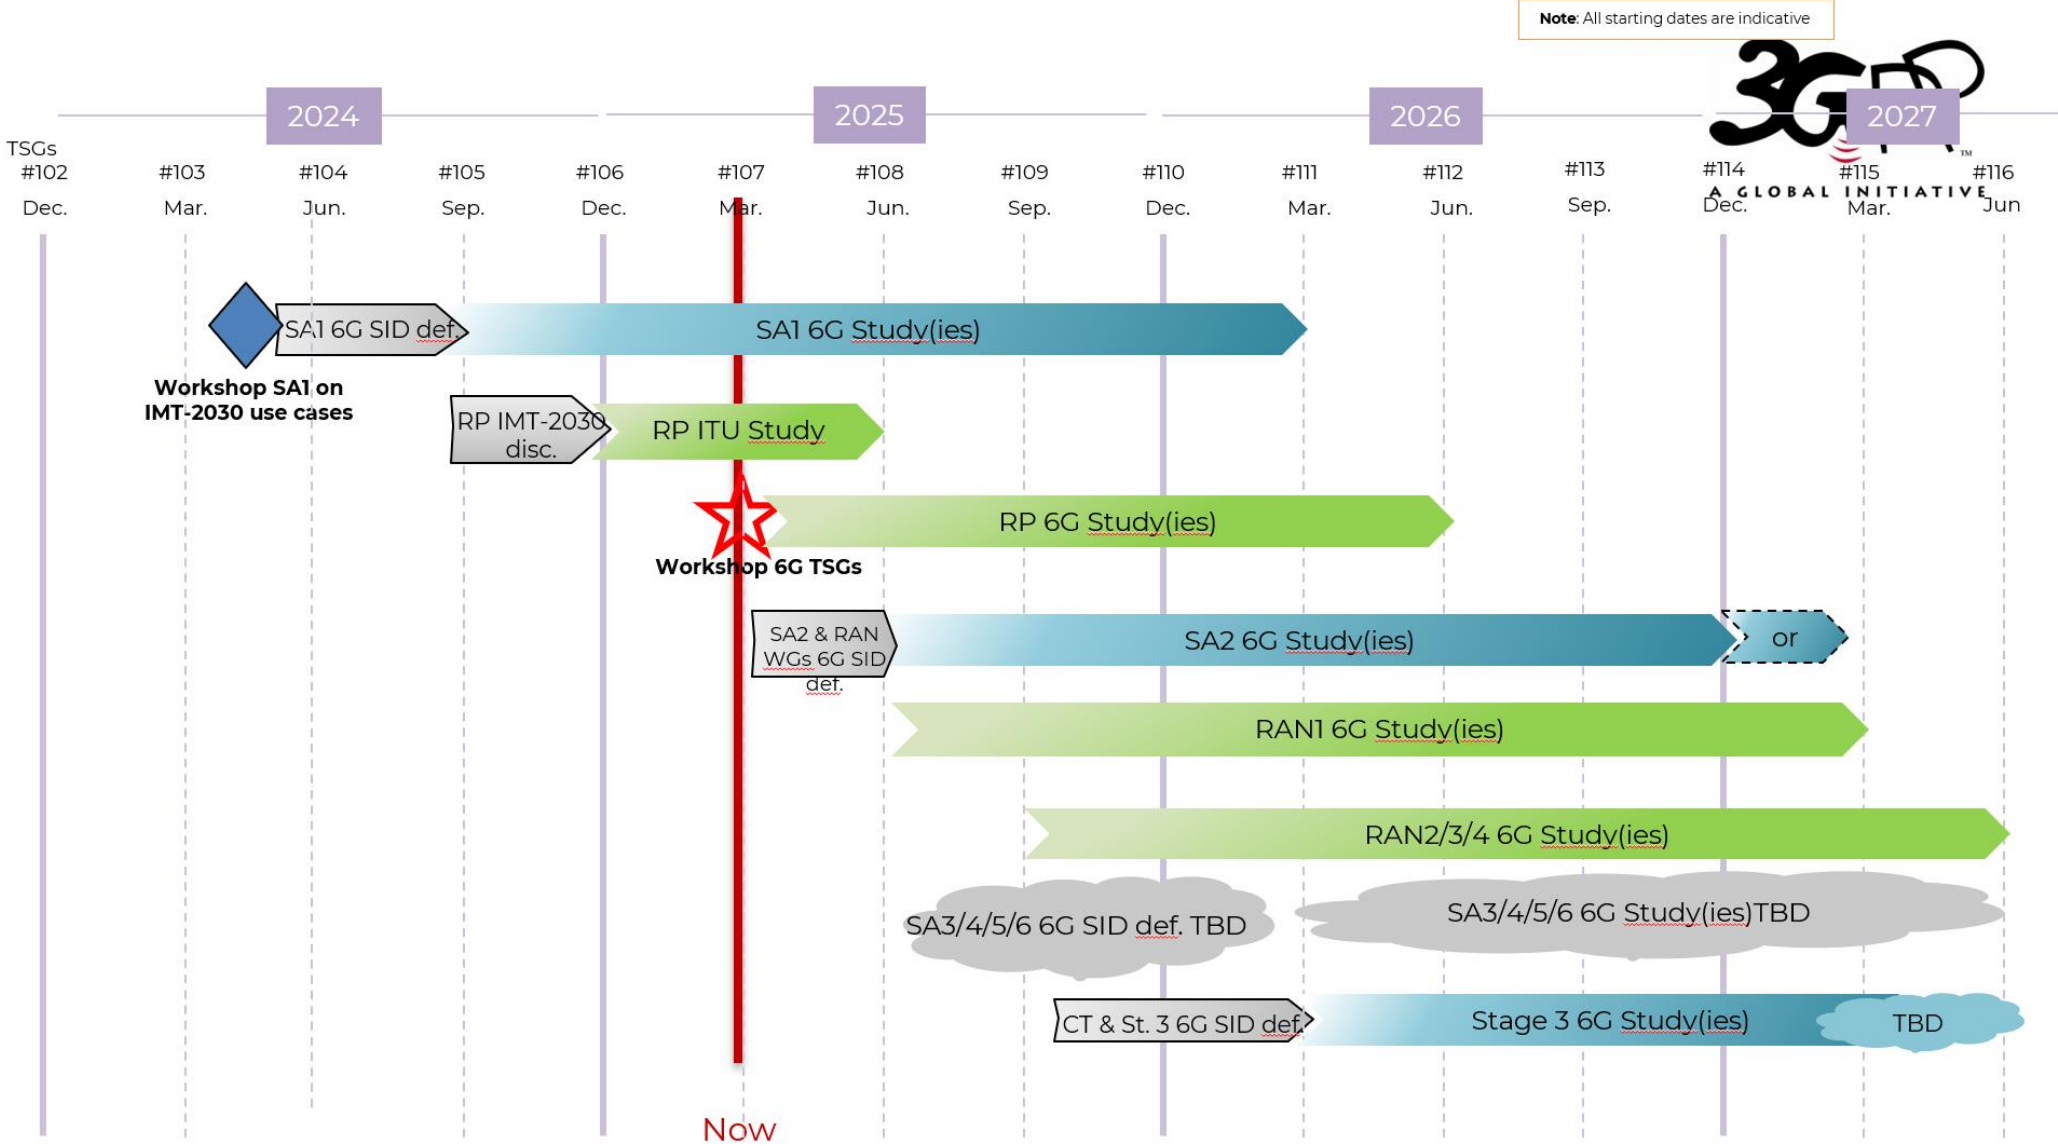 Note: All starting dates are indicative
3GPP
TM
A GLOBAL INITIATIVE
2024
2025
2026
2027
TSGs
#102
#103
#104
#105
#106
#107
#108
#109
#110
#111
#112
#113
#114
#115
#116
Dec.
Mar.
Jun.
Sep.
Dec.
Mar.
Jun.
Sep.
Dec.
Mar.
Jun.
Sep.
Dec.
Mar.
Jun
SA1 6G SID def.
SA1 6G Study(ies)
Workshop SA1 on
IMT-2030 use cases
RP IMT-2030
disc.
RP ITU Study
RP 6G Study(ies)
Workshop 6G TSGs
SA2 & RAN
WGs 6G SID
def.
SA2 6G Study(ies)
or
RAN1 6G Study(ies)
RAN2/3/4 6G Study(ies)
SA3/4/5/6 6G SID def. TBD
SA3/4/5/6 6G Study(ies)TBD
CT & St. 3 6G SID def.
Stage 3 6G Study(ies)
TBD
Now